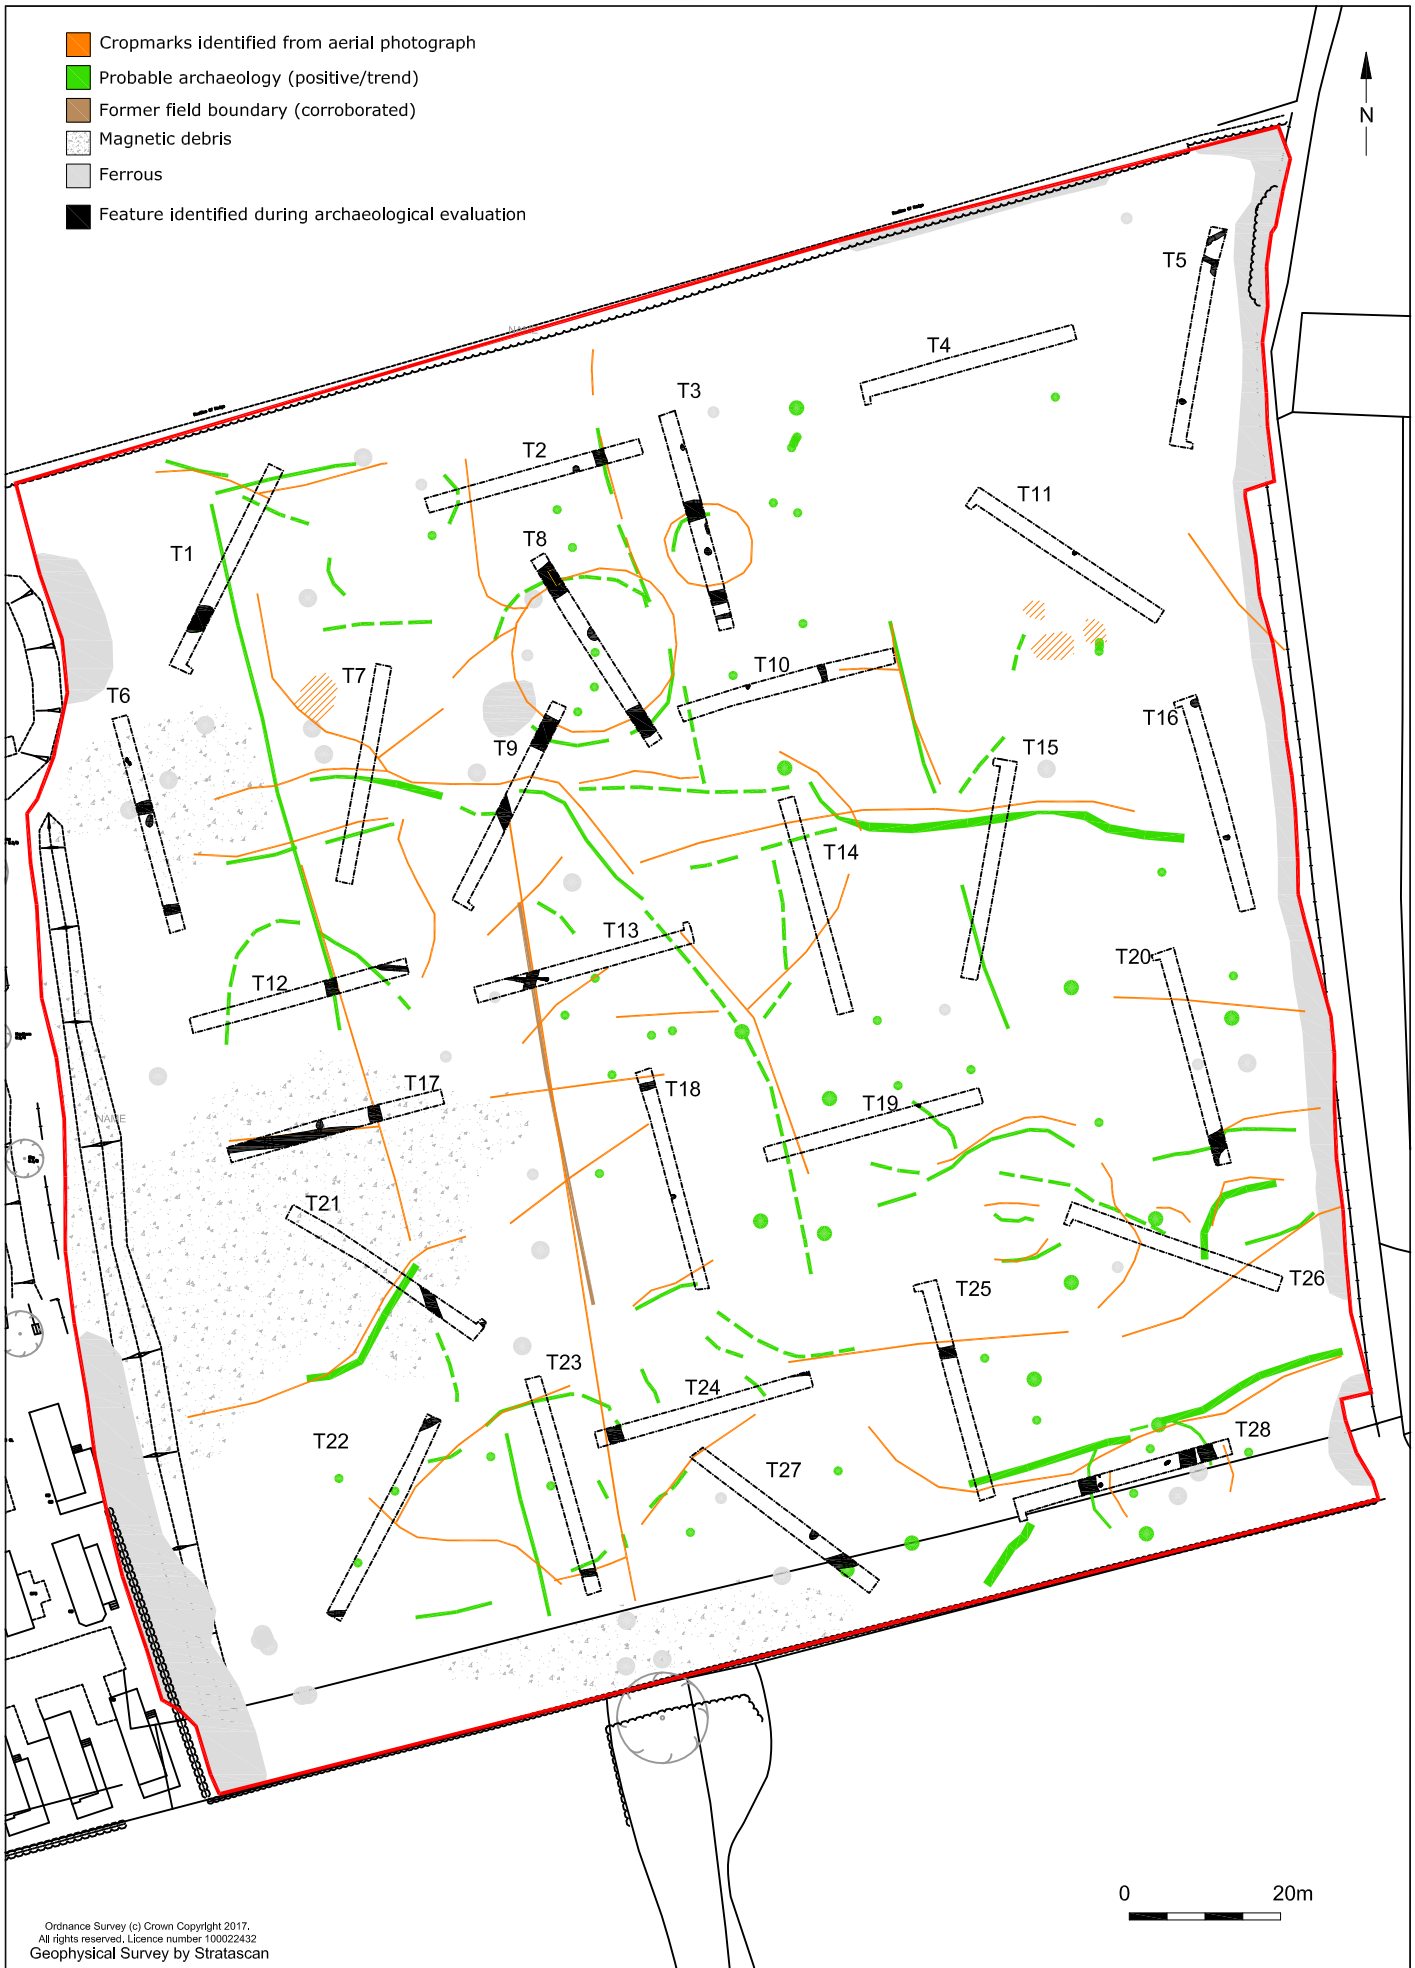 Cropmarks identified from aerial photograph
Probable archaeology (positive/trend)
Former field boundary (corroborated)
Magnetic debris
Ferrous
Feature identified during archaeological evaluation
N
T5
NAME
T4
T3
T2
T11
T8
T1
T10
T7
T6
T16
T9
T15
T14
T13
T20
T12
T17
T18
T19
NAME
T21
T26
T25
T23
T24
T28
T22
T27
0 20m
Ordnance Survey (c) Crown Copyright 2017.
All rights reserved. Licence number 100022432
Geophysical Survey by Stratascan